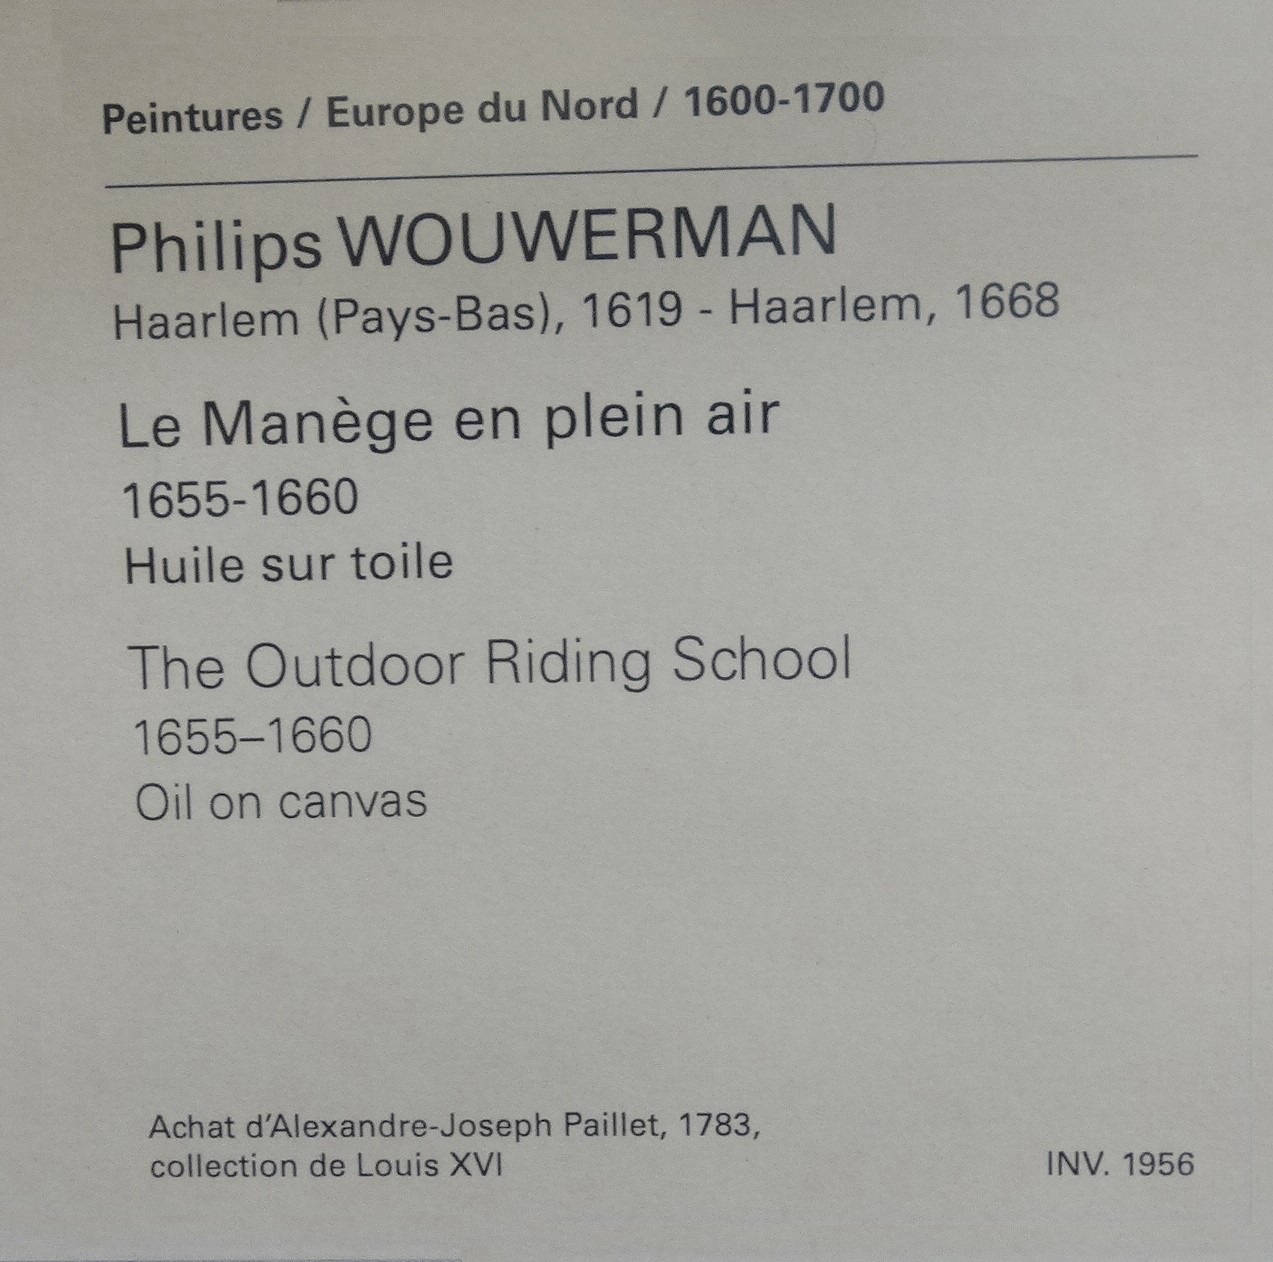 Peintures / Europe du Nord / 1600-1700
Philips WOUWERMAN
Haarlem (Pays-Bas), 1619 - Haarlem, 1668
Le Manège en plein air
1655-1660
Huile sur toile
The Outdoor Riding School
1655–1660
Oil on canvas
Achat d’Alexandre-Joseph Paillet, 1783,
collection de Louis XVI
INV. 1956